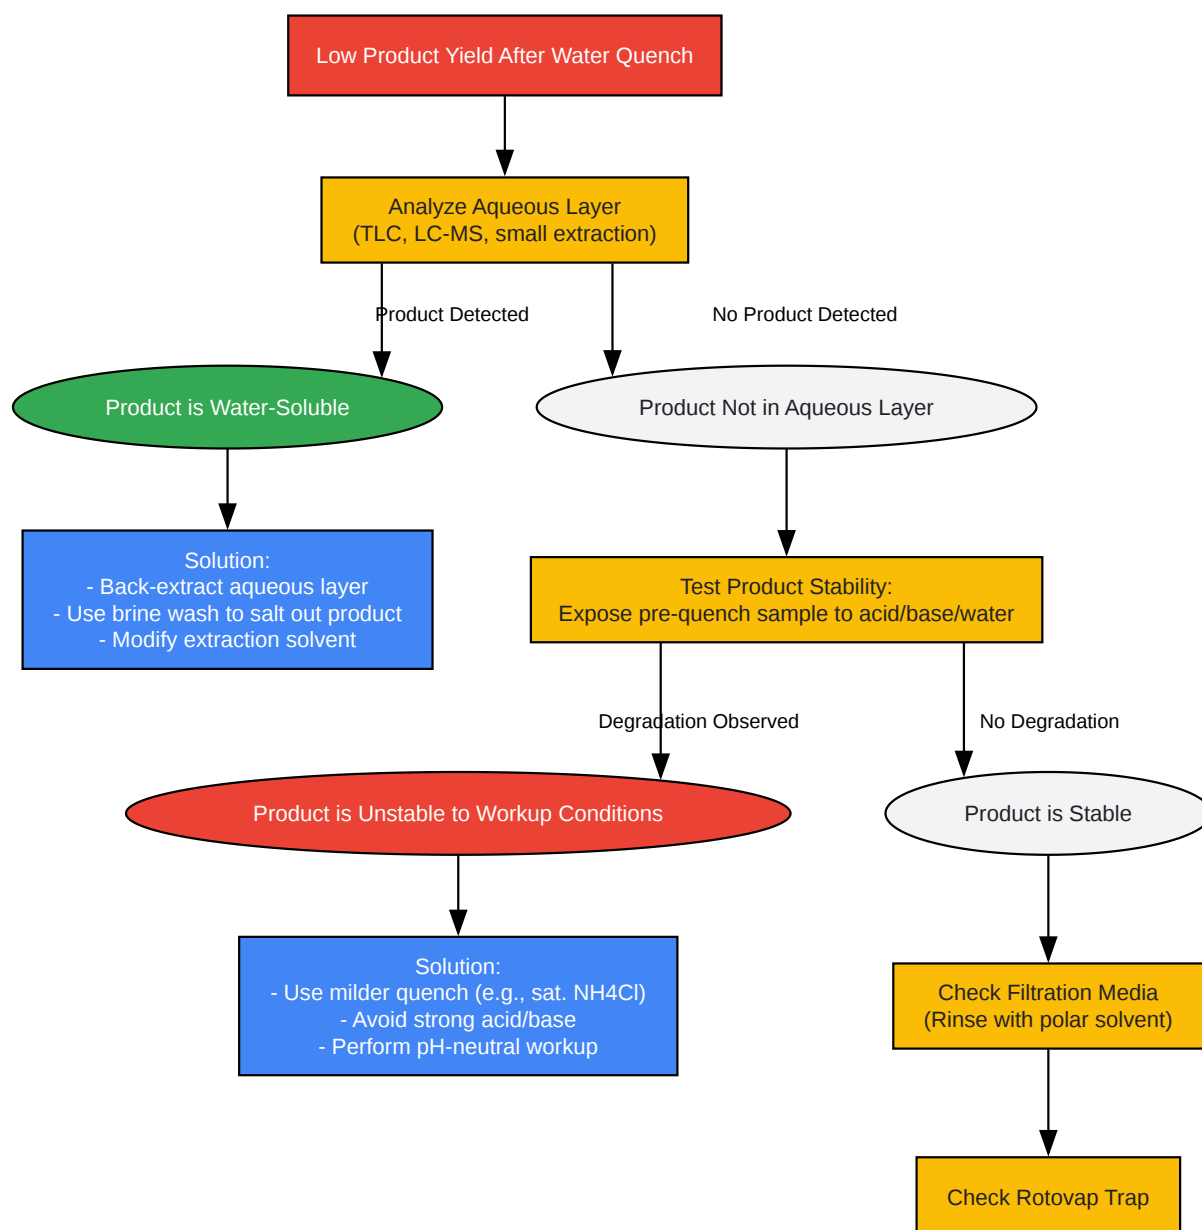 Low Product Yield After Water Quench
Analyze Aqueous Layer
(TLC, LC-MS, small extraction)
Product Detected
No Product Detected
Product is Water-Soluble
Product Not in Aqueous Layer
Solution:
- Back-extract aqueous layer
- Use brine wash to salt out product
- Modify extraction solvent
Test Product Stability:
Expose pre-quench sample to acid/base/water
Degradation Observed
No Degradation
Product is Unstable to Workup Conditions
Product is Stable
Solution:
- Use milder quench (e.g., sat. NH4Cl)
- Avoid strong acid/base
- Perform pH-neutral workup
Check Filtration Media
(Rinse with polar solvent)
Check Rotovap Trap